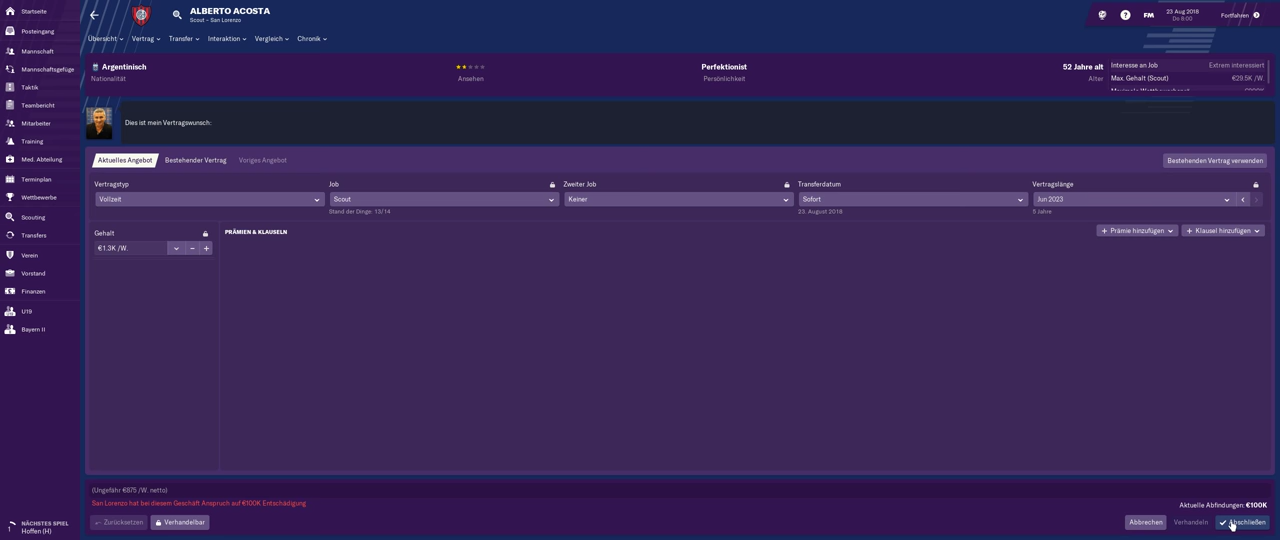 Startseite
Posteingang
Mannschaft
Mannschaftsgefüge
Taktik
Teambericht
Mitarbeiter
Training
Med. Abteilung
Terminplan
Wettbewerbe
Scouting
Transfers
Verein
Vorstand
Finanzen
U19
Bayern II
1 NÄCHSTES SPIEL
Hoffen (H)
ALBERTO ACOSTA
Scout - San Lorenzo
? FM 23 Aug 2018
Do 8:00
Fortfahren
Übersicht Vertrag Transfer Interaktion Vergleich Chronik
Argentinisch
Nationalität
Ansehen
Perfektionist
Persönlichkeit
52 Jahre alt
Alter
Interesse an Job Extrem interessiert
Max. Gehalt (Scout) €29.5K /W.
Dies ist mein Vertragswunsch:
Aktuelles Angebot Bestehender Vertrag Voriges Angebot Bestehenden Vertrag verwenden
Vertragstyp Job Zweiter Job Transferdatum Vertragslänge
Vollzeit Scout Keiner Sofort Jun 2023
Stand der Dinge: 13/14 23. August 2018 5 Jahre
Gehalt
€1.3K /W.
PRÄMIEN & KLAUSELN
Prämie hinzufügen Klausel hinzufügen
(Ungefähr €875 /W. netto)
San Lorenzo hat bei diesem Geschäft Anspruch auf €100K Entschädigung
Aktuelle Abfindungen: €100K
Zurücksetzen Verhandelbar Abbrechen Verhandeln Abschließen